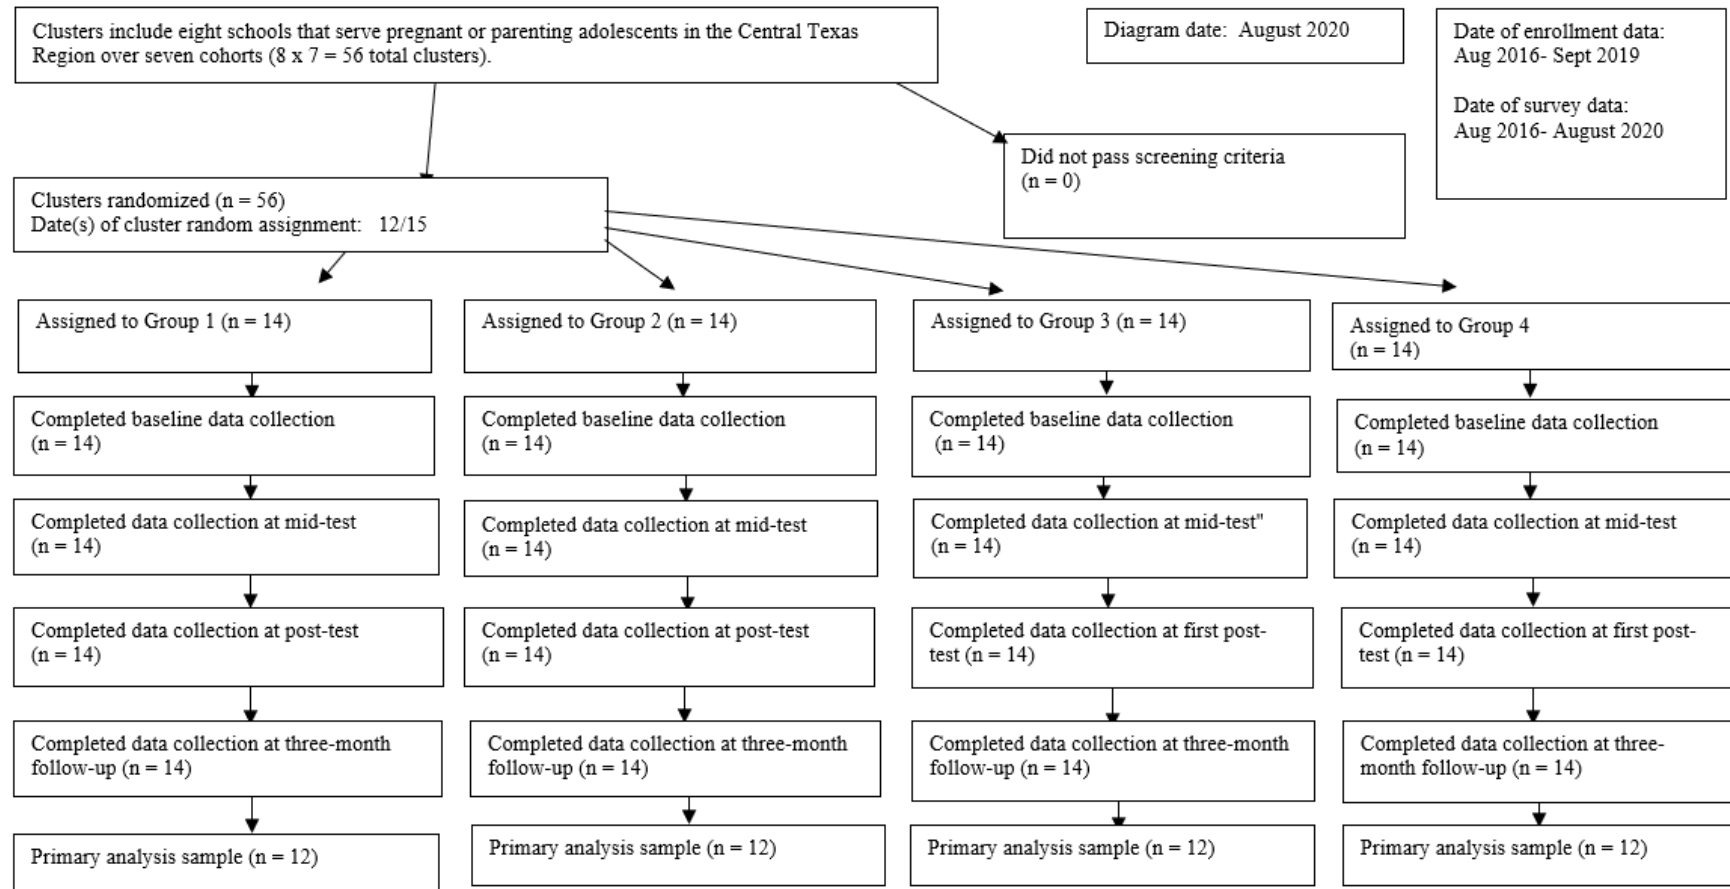 Clusters include eight schools that serve pregnant or parenting adolescents in the Central Texas
Region over seven cohorts (8 x 7 = 56 total clusters).
Diagram date:  August 2020
Date of enrollment data:
Aug 2016- Sept 2019
Date of survey data:
Aug 2016- August 2020
Did not pass screening criteria
(n = 0)
Clusters randomized (n = 56)
Date(s) of cluster random assignment:   12/15
Assigned to Group 1 (n = 14)
Assigned to Group 2 (n = 14)
Assigned to Group 3 (n = 14)
Assigned to Group 4
(n = 14)
Completed baseline data collection
(n = 14)
Completed baseline data collection
(n = 14)
Completed baseline data collection
(n = 14)
Completed baseline data collection
(n = 14)
Completed data collection at mid-test
(n = 14)
Completed data collection at mid-test
(n = 14)
Completed data collection at mid-test"
(n = 14)
Completed data collection at mid-test
(n = 14)
Completed data collection at post-test
(n = 14)
Completed data collection at post-test
(n = 14)
Completed data collection at first post-
test (n = 14)
Completed data collection at first post-
test (n = 14)
Completed data collection at three-month
follow-up (n = 14)
Completed data collection at three-month
follow-up (n = 14)
Completed data collection at three-month
follow-up (n = 14)
Completed data collection at three-
month follow-up (n = 14)
Primary analysis sample (n = 12)
Primary analysis sample (n = 12)
Primary analysis sample (n = 12)
Primary analysis sample (n = 12)